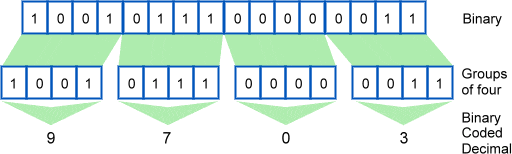 1 0 0 1 0 1 1 1 0 0 0 0 0 0 1 1 Binary
1 0 0 1 0 1 1 1 0 0 0 0 0 0 1 1 Groups of four
9 7 0 3 Binary Coded Decimal